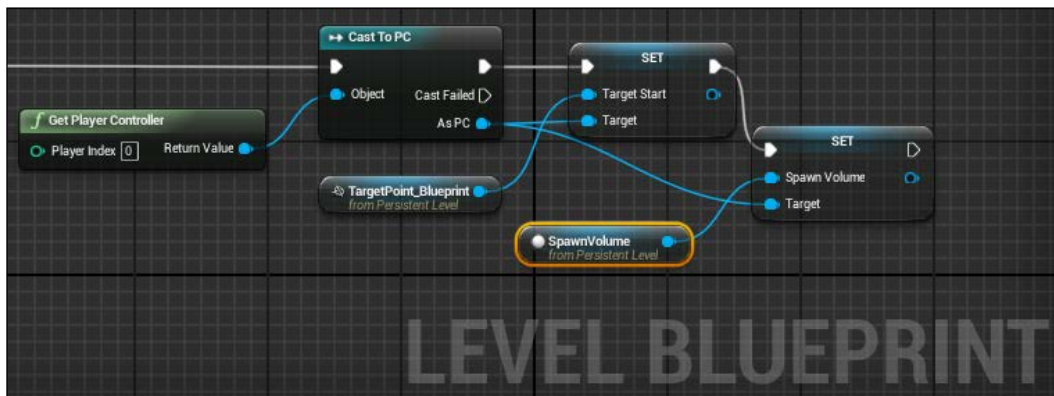 Cast To PC
Object
Cast Failed
As PC
Get Player Controller
Player Index 0
Return Value
TargetPoint_Blueprint
from Persistent Level
SET
Target Start
Target
SET
Spawn Volume
Target
SpawnVolume
from Persistent Level
LEVEL BLUEPRINT